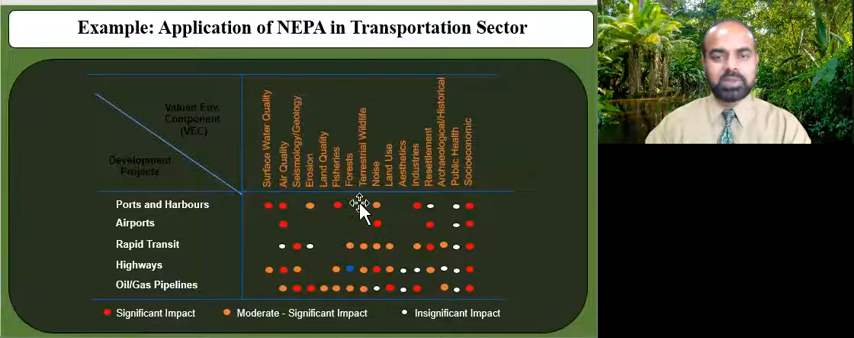 Example: Application of NEPA in Transportation Sector
Valued Env.
Component
(VEC)
Development
Projects
Surface Water Quality
Air Quality
Seismology/Geology
Erosion
Land Quality
Fisheries
Forests
Terrestrial Wildlife
Noise
Land Use
Aesthetics
Industries
Resettlement
Archaeological/Historical
Public Health
Socioeconomic
Ports and Harbours
Airports
Rapid Transit
Highways
Oil/Gas Pipelines
Significant Impact
Moderate - Significant Impact
Insignificant Impact